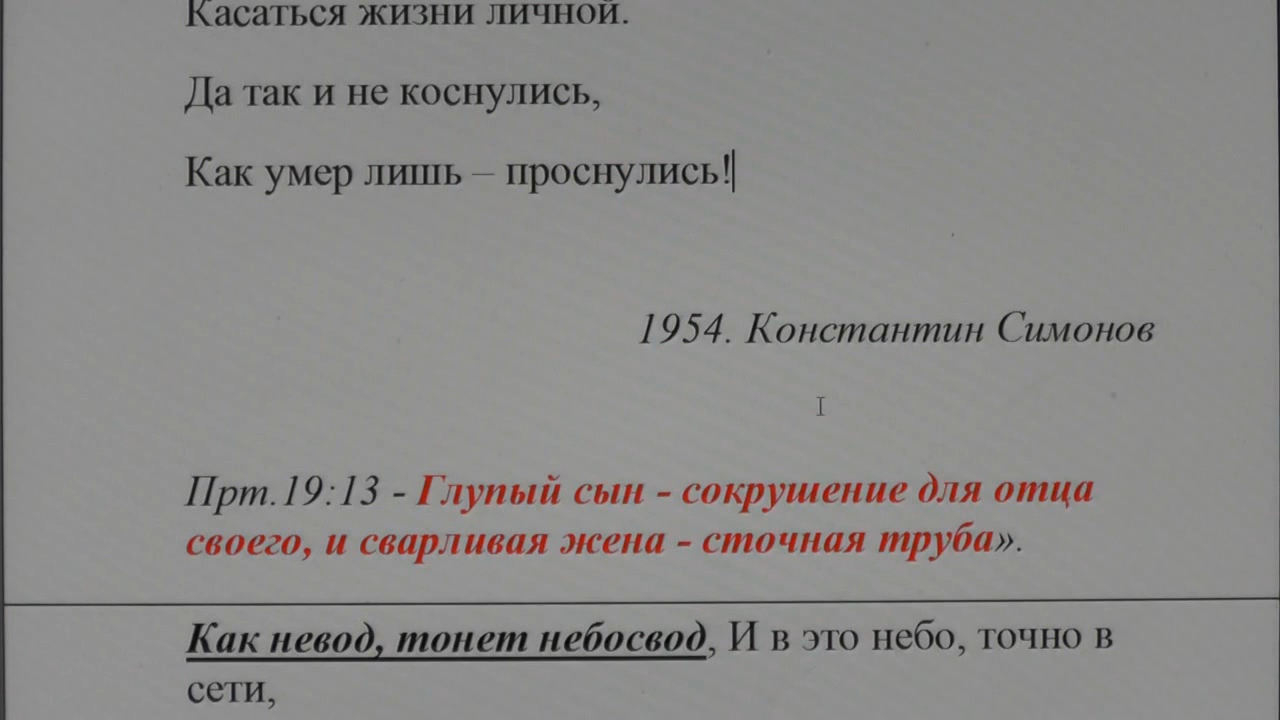 Касаться жизни личной.
Да так и не коснулись,
Как умер лишь – проснулись!
1954. Константин Симонов
Прт.19:13 - Глупый сын - сокрушение для отца
своего, и сварливая жена - сточная труба».
Как невод, тонет небосвод, И в это небо, точно в
сети,